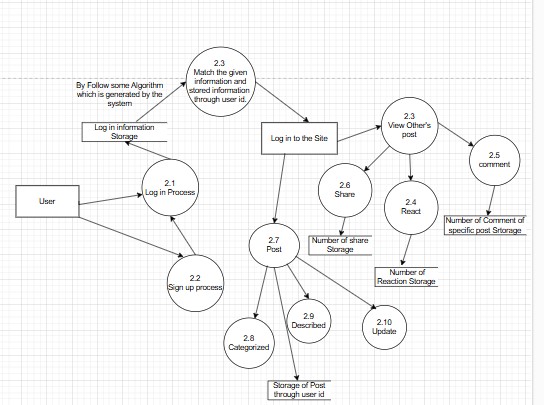 2.3
Match the given
information and
stored information
through user id.
By Follow some Algorithm
which is generated by the
system
Log in information
Storage
Log in to the Site
2.3
View Other's
post
2.5
comment
2.1
Log in Process
2.6
Share
User
2.4
React
Number of Comment of
specific post Srtorage
2.7
Post
Number of share
Storage
2.2
Sign up process
Number of
Reaction Storage
2.9
Described
2.10
Update
2.8
Categorized
Storage of Post
through user id